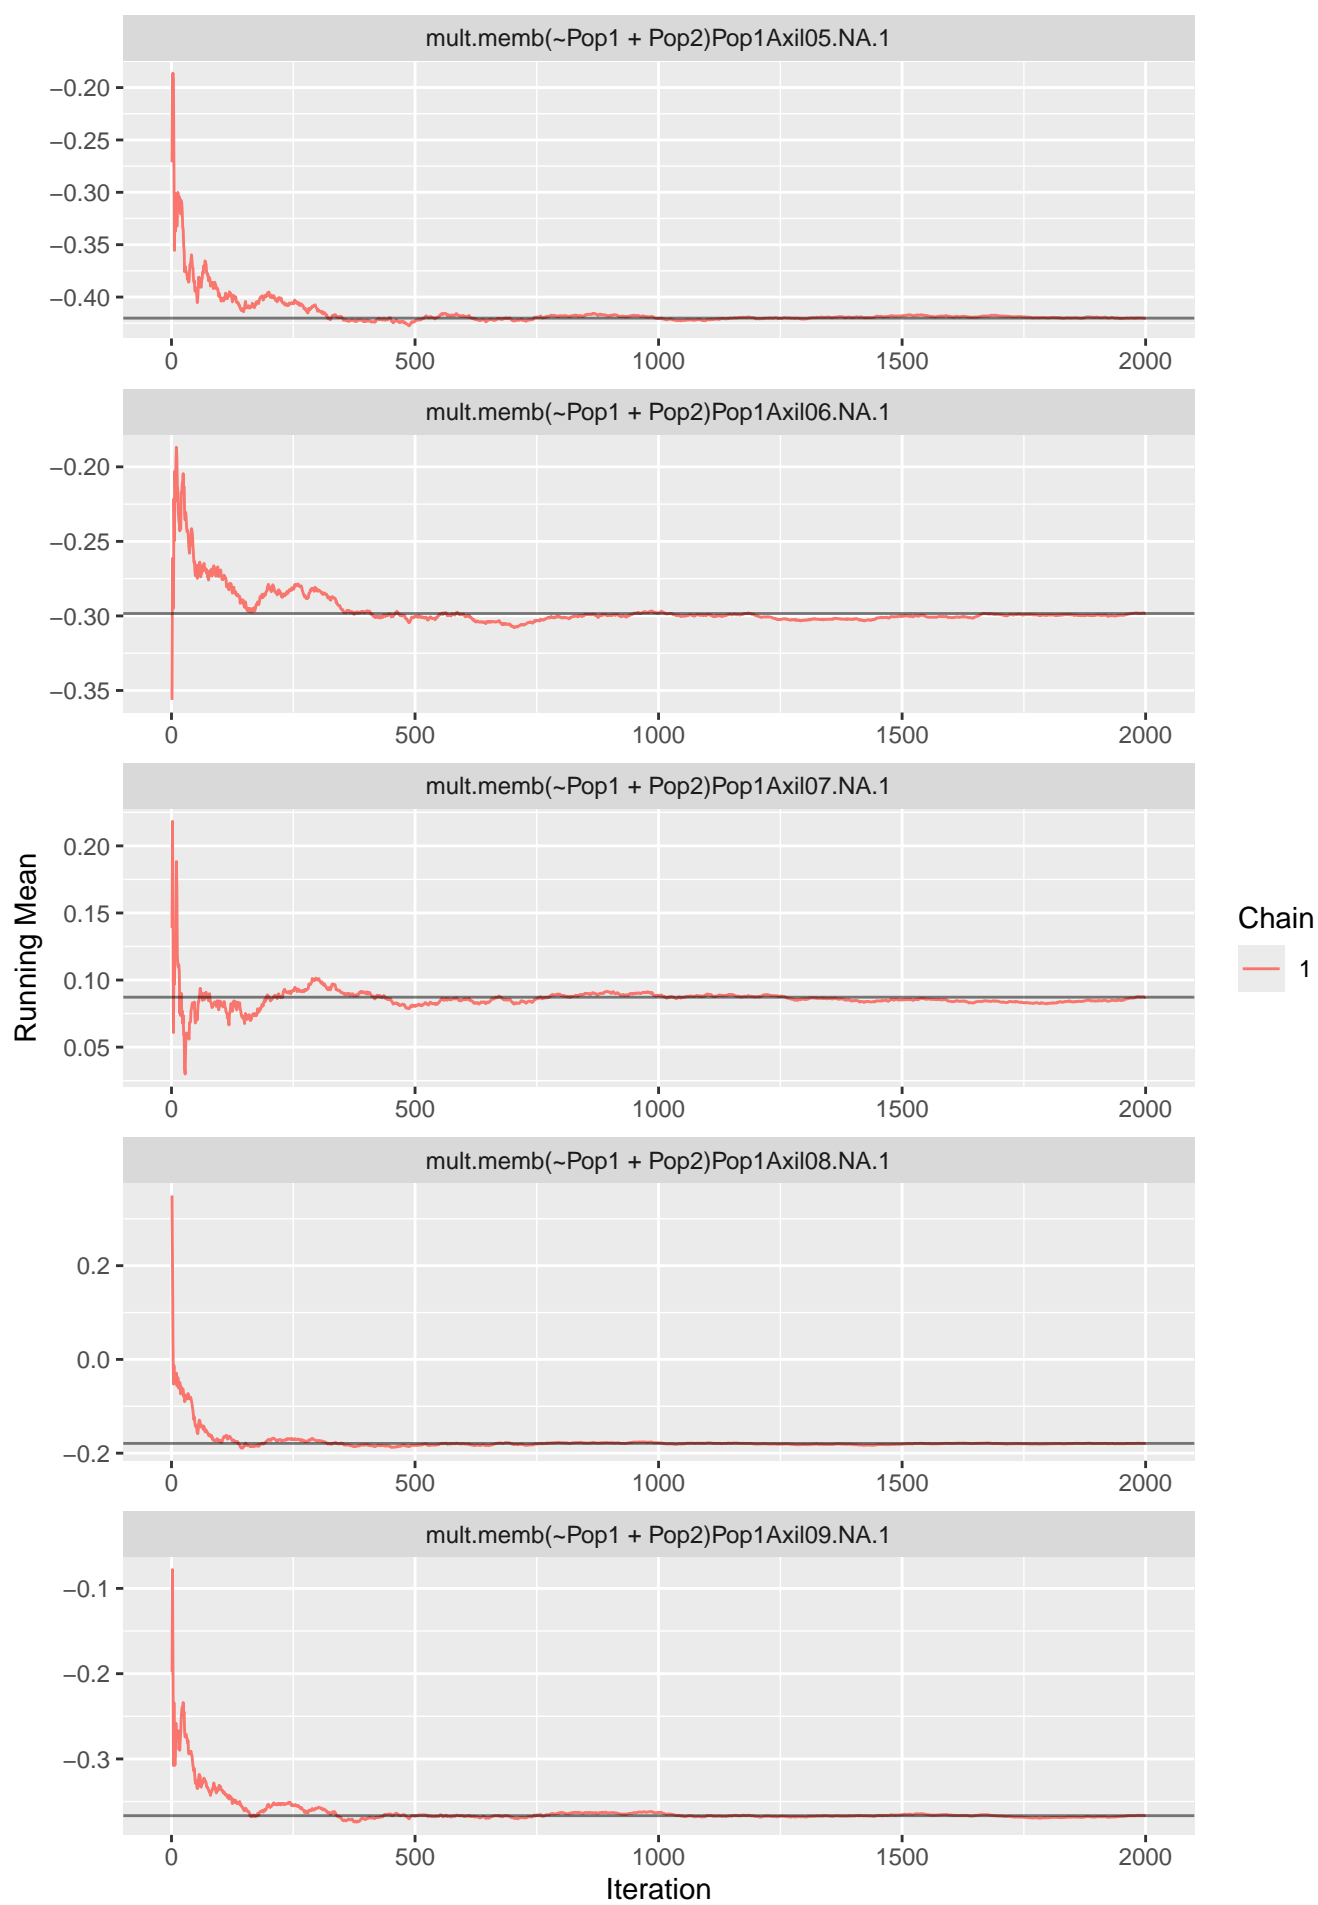 mult.memb(~Pop1 + Pop2)Pop1Axil05.NA.1
−0.20
−0.25
−0.30
−0.35
−0.40
0 500 1000 1500 2000
mult.memb(~Pop1 + Pop2)Pop1Axil06.NA.1
−0.20
−0.25
−0.30
−0.35
0 500 1000 1500 2000
mult.memb(~Pop1 + Pop2)Pop1Axil07.NA.1
0.20
0.15
0.10
0.05
0 500 1000 1500 2000
Running Mean
Chain
1
mult.memb(~Pop1 + Pop2)Pop1Axil08.NA.1
0.2
0.0
−0.2
0 500 1000 1500 2000
mult.memb(~Pop1 + Pop2)Pop1Axil09.NA.1
−0.1
−0.2
−0.3
0 500 1000 1500 2000
Iteration